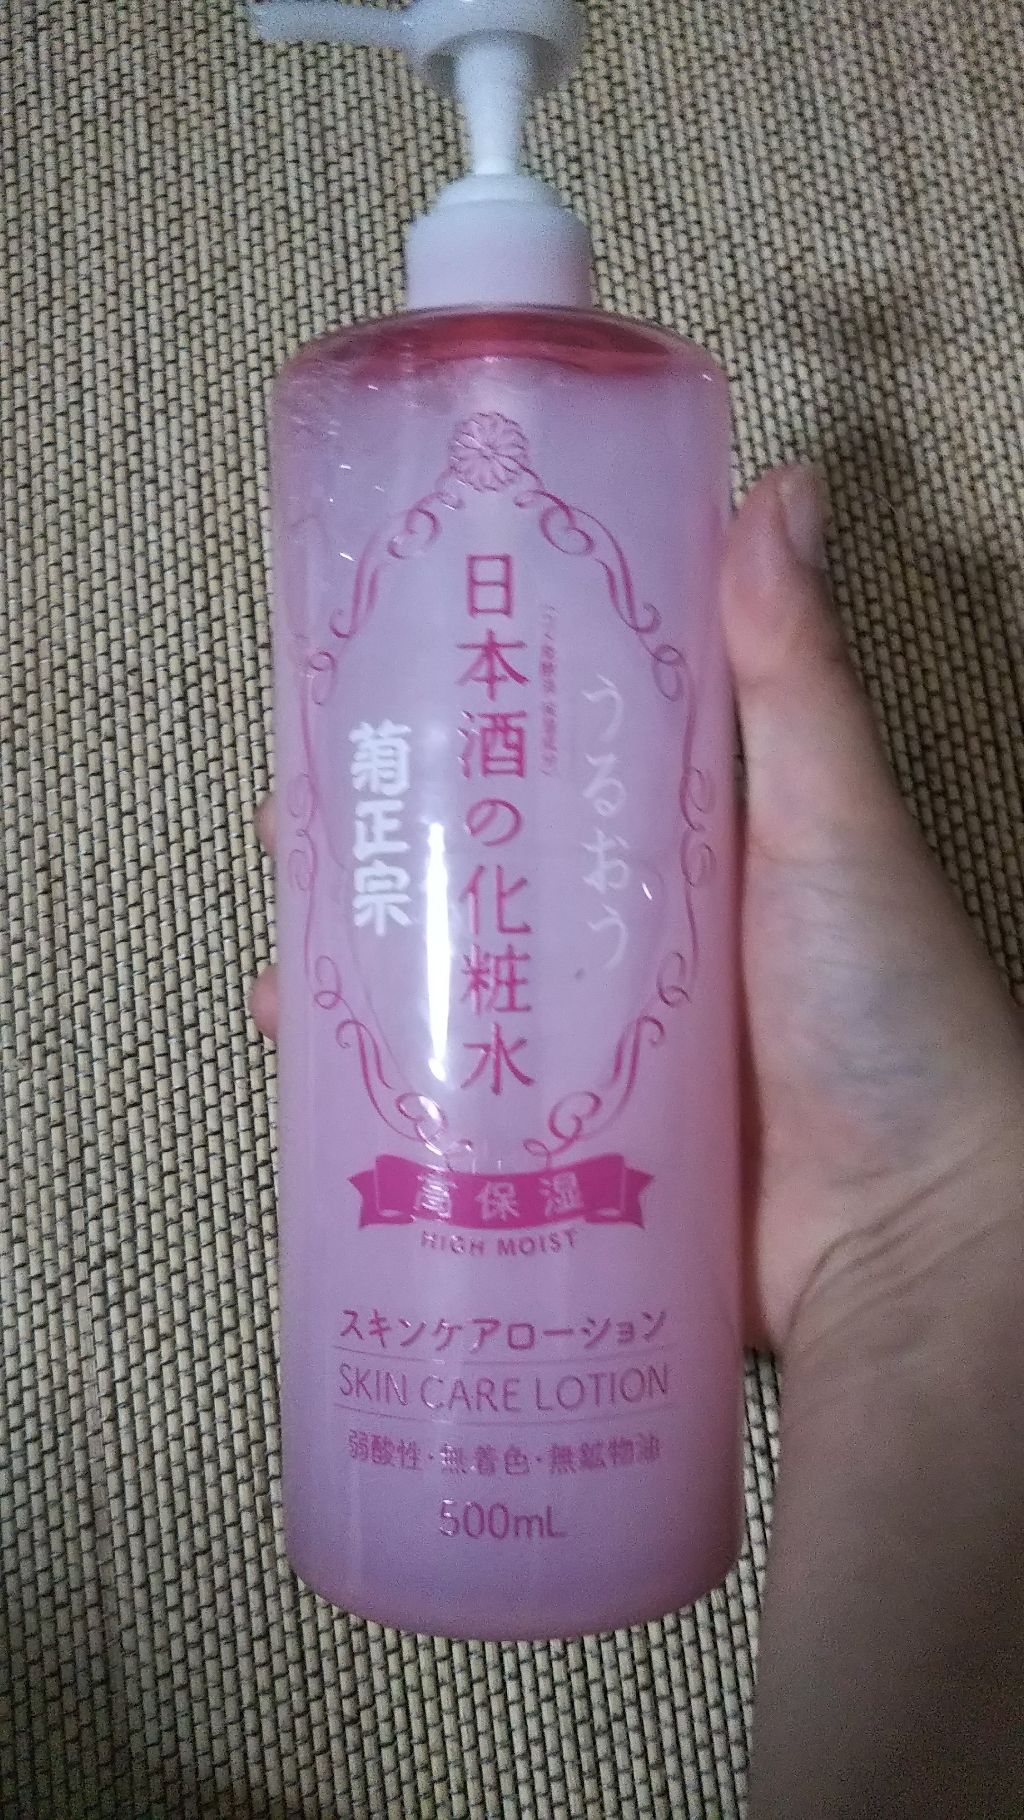 うるおう
日本酒の化粧水
菊正宗
高保湿
HIGH MOIST
スキンケアローション
SKIN CARE LOTION
弱酸性・無着色・無鉱物油
500mL